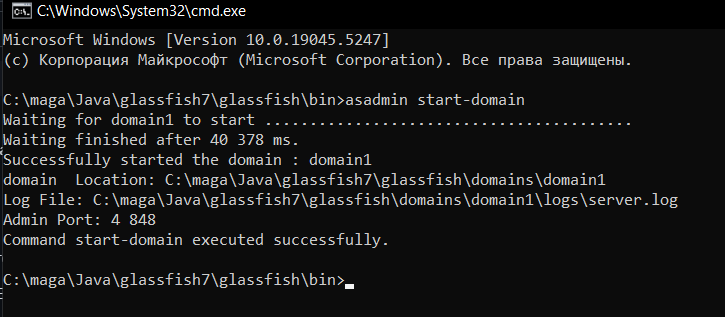 C:\Windows\System32\cmd.exe
Microsoft Windows [Version 10.0.19045.5247]
(c) Корпорация Майкрософт (Microsoft Corporation). Все права защищены.
C:\maga\Java\glassfish7\glassfish\bin>asadmin start-domain
Waiting for domain1 to start .........................................
Waiting finished after 40 378 ms.
Successfully started the domain : domain1
domain  Location: C:\maga\Java\glassfish7\glassfish\domains\domain1
Log File: C:\maga\Java\glassfish7\glassfish\domains\domain1\logs\server.log
Admin Port: 4 848
Command start-domain executed successfully.
C:\maga\Java\glassfish7\glassfish\bin>